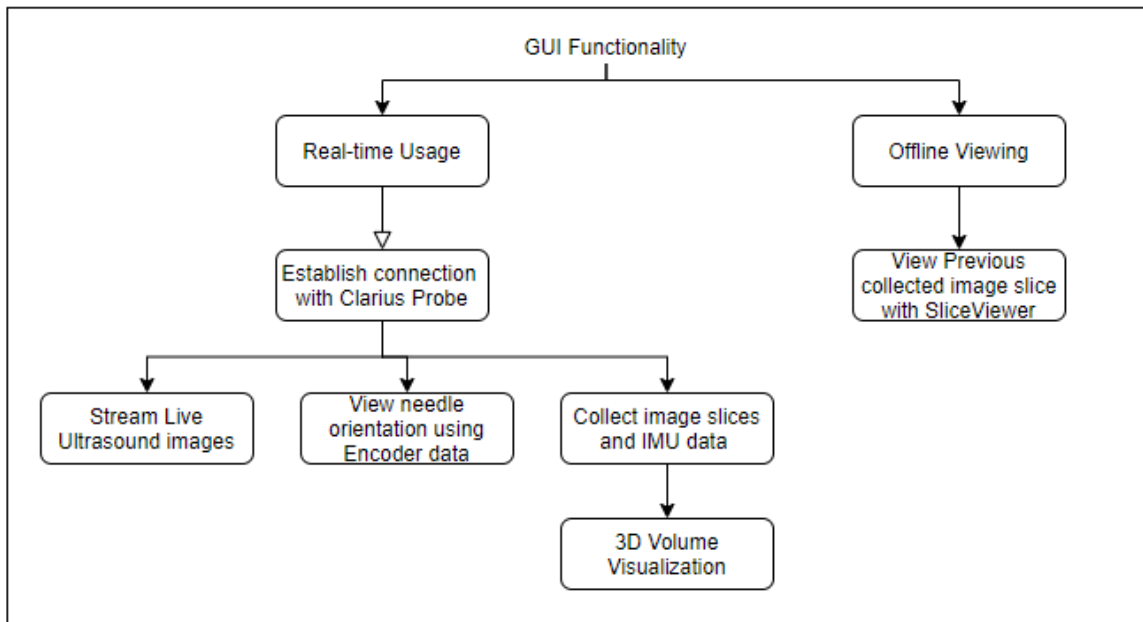 GUI Functionality
Real-time Usage
Offline Viewing
Establish connection
with Clarius Probe
View Previous
collected image slice
with SliceViewer
Stream Live
Ultrasound images
View needle
orientation using
Encoder data
Collect image slices
and IMU data
3D Volume
Visualization